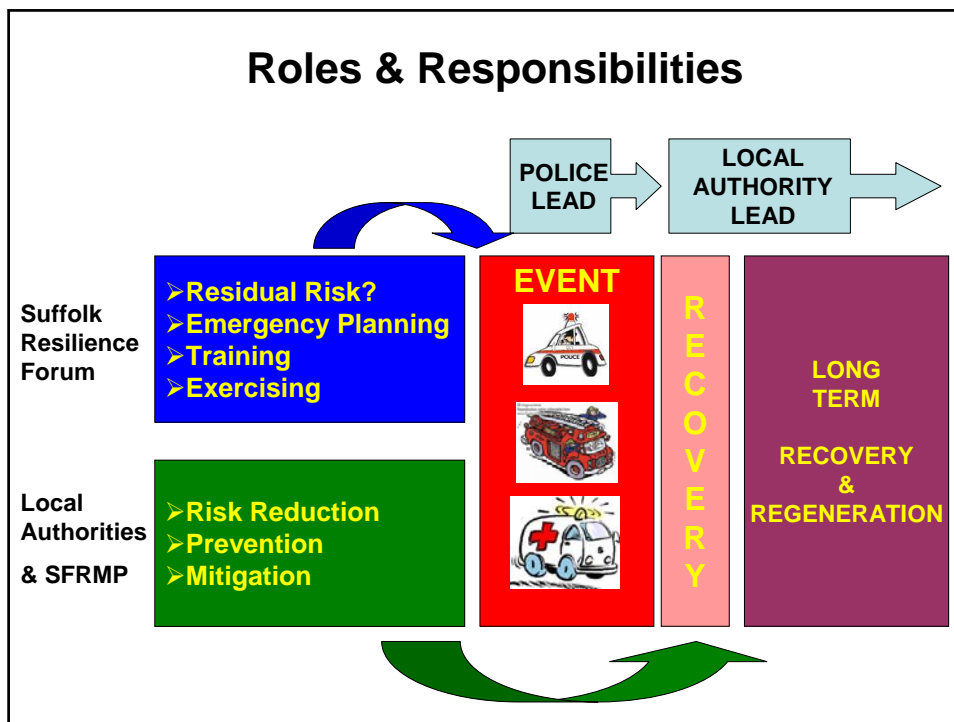 Roles & Responsibilities
POLICE
LEAD
LOCAL
AUTHORITY
LEAD
Suffolk
Resilience
Forum
➢Residual Risk?
➢Emergency Planning
➢Training
➢Exercising
EVENT
POLICE
RECOVERY
LONG
TERM
RECOVERY
&
REGENERATION
Local
Authorities
& SFRMP
➢Risk Reduction
➢Prevention
➢Mitigation